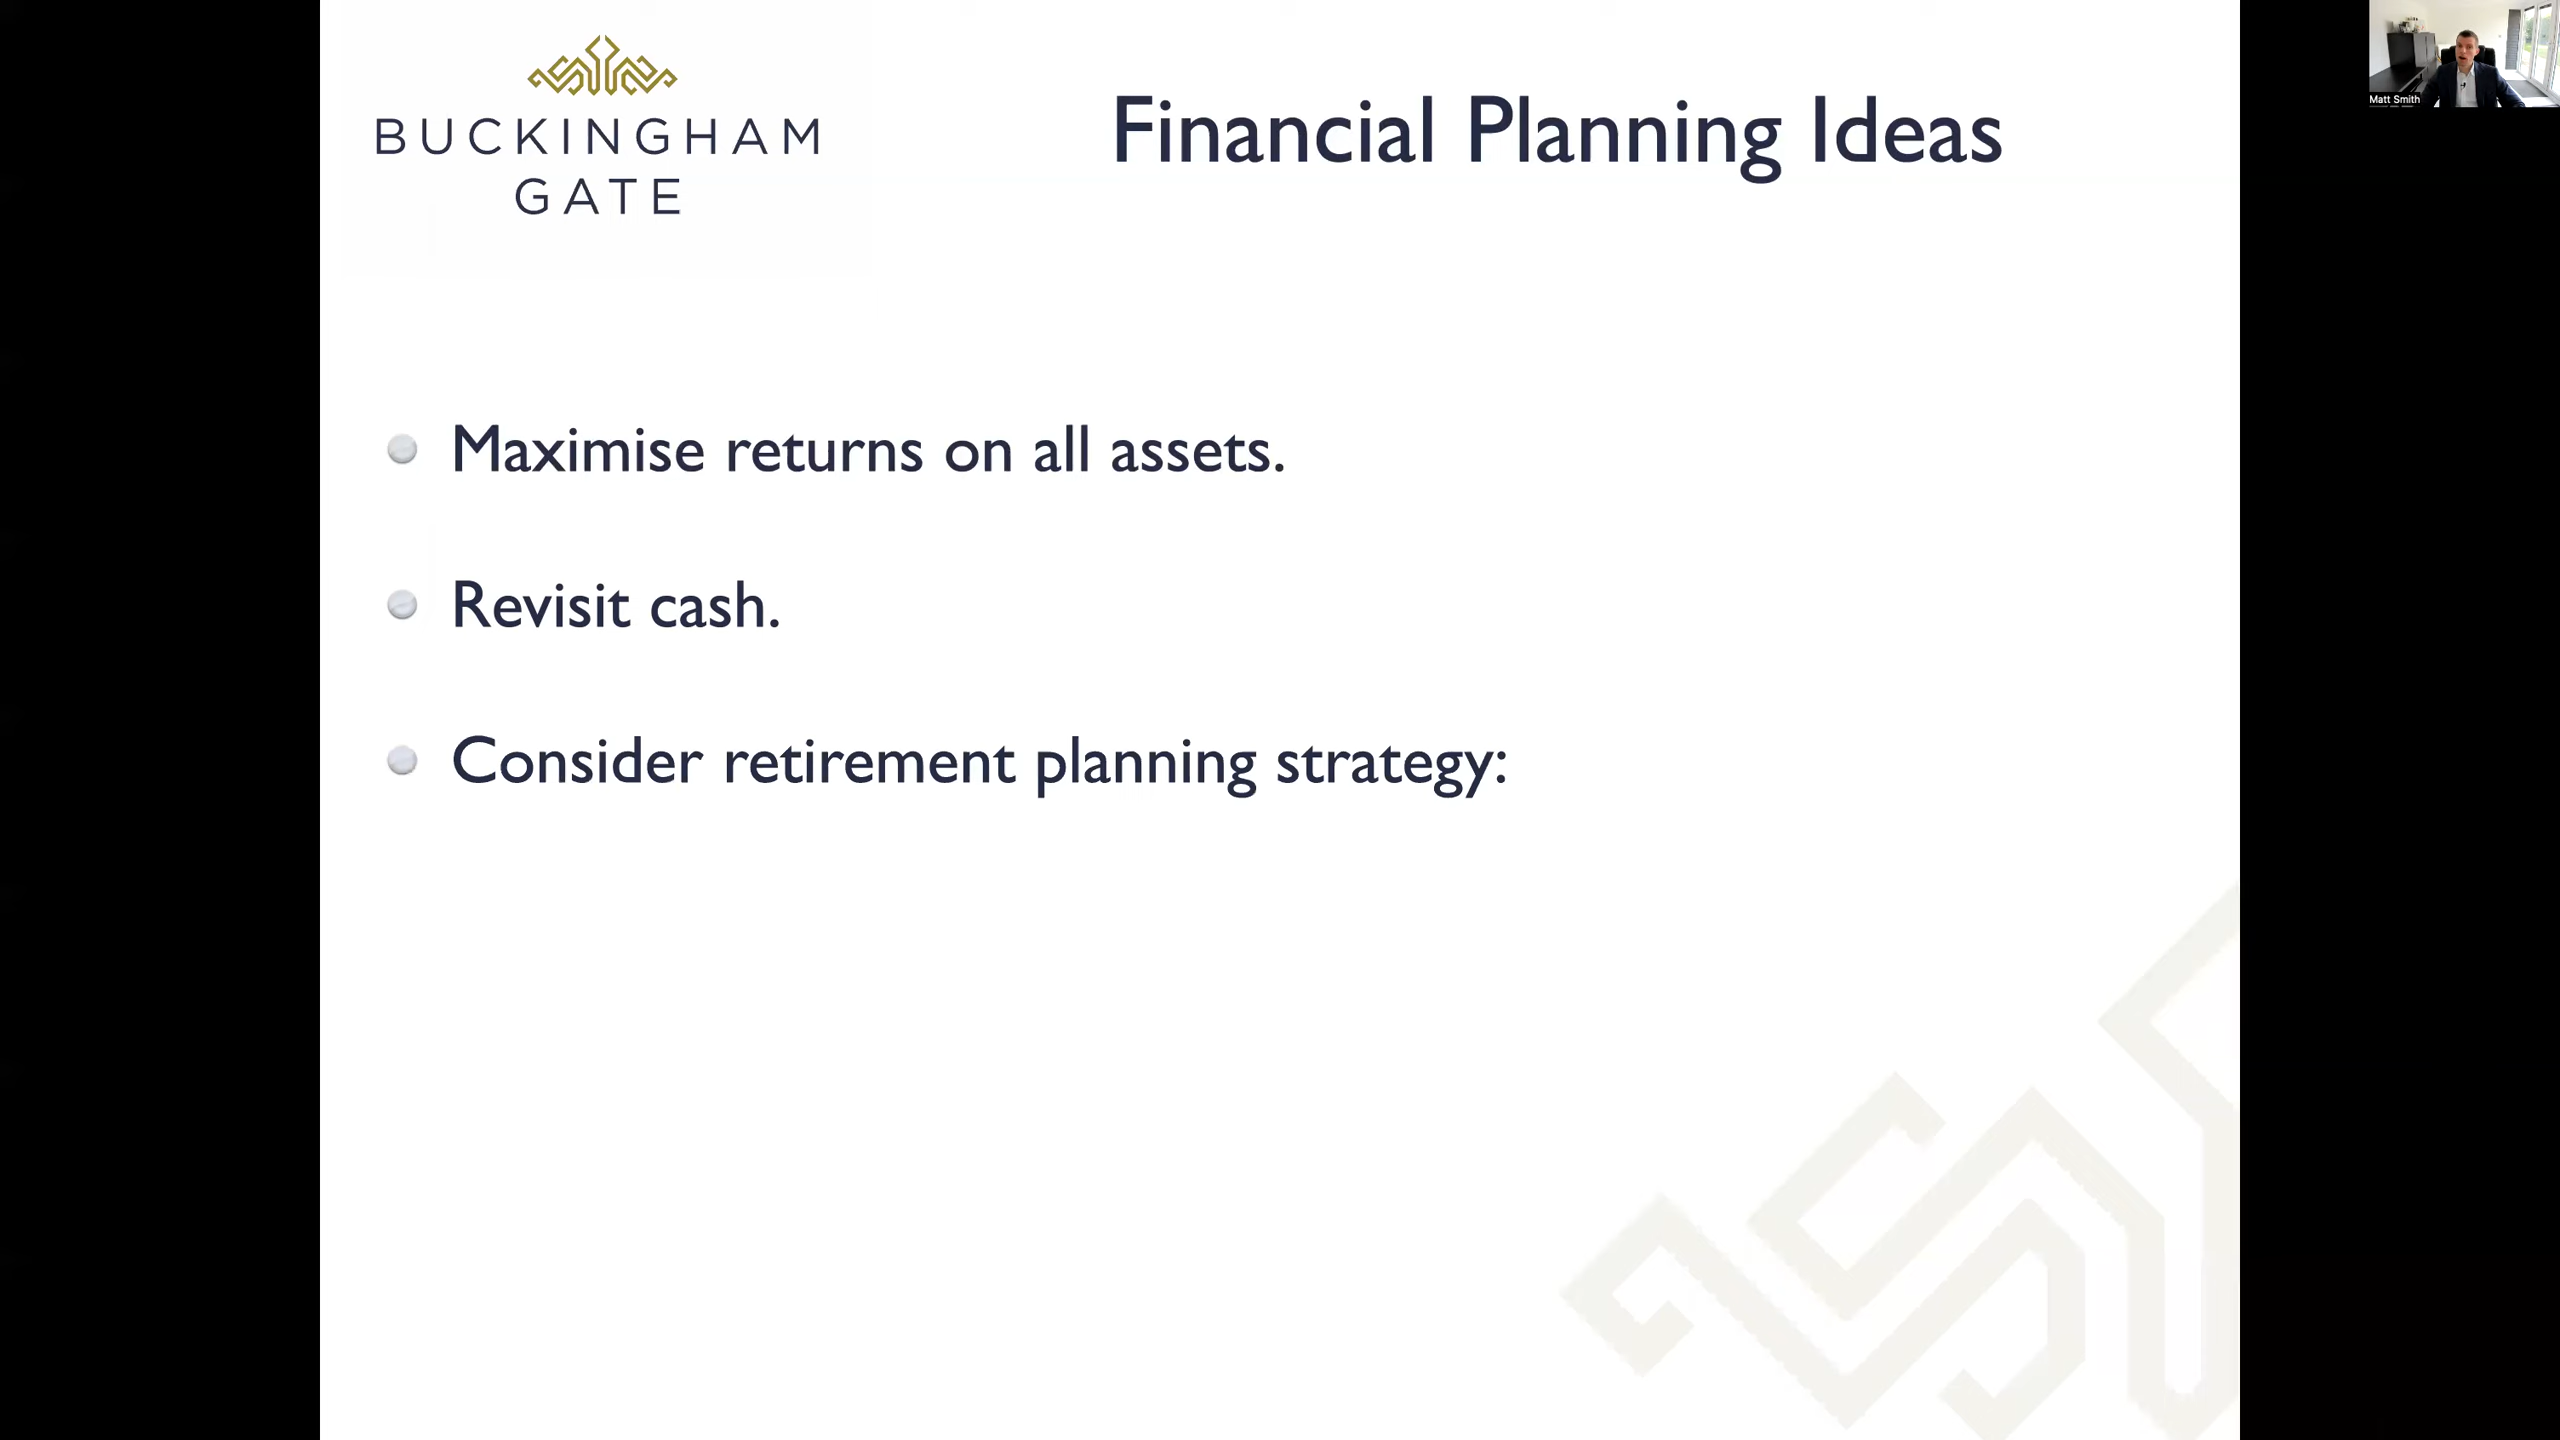 BUCKINGHAM
GATE
Financial Planning Ideas
Matt Smith
Maximise returns on all assets.
Revisit cash.
Consider retirement planning strategy: